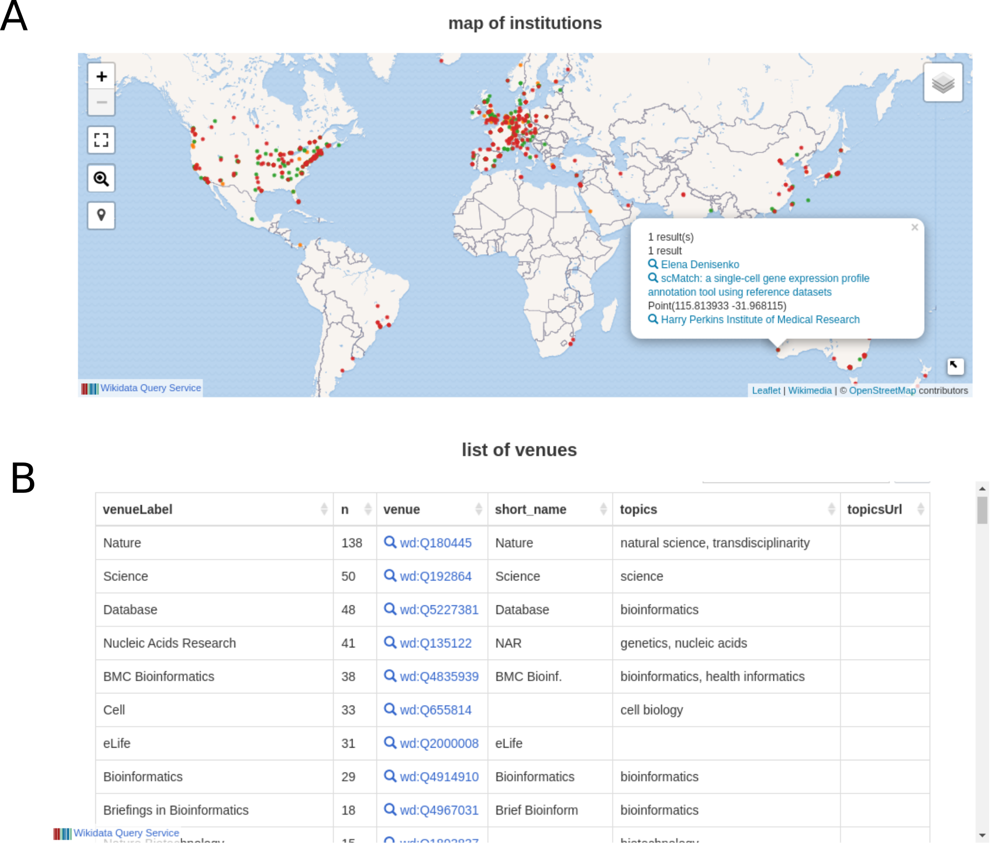 A
map of institutions
+
−
1 result(s)
1 result
Elena Denisenko
scMatch: a single-cell gene expression profile
annotation tool using reference datasets
Point(115.813933 -31.968115)
Harry Perkins Institute of Medical Research
×
Wikidata Query Service
Leaflet | Wikimedia | © OpenStreetMap contributors
list of venues
B
venueLabel n venue short_name topics topicsUrl
Nature 138 wd:Q180445 Nature natural science, transdisciplinarity
Science 50 wd:Q192864 Science science
Database 48 wd:Q5227381 Database bioinformatics
Nucleic Acids Research 41 wd:Q135122 NAR genetics, nucleic acids
BMC Bioinformatics 38 wd:Q4835939 BMC Bioinf. bioinformatics, health informatics
Cell 33 wd:Q655814 cell biology
eLife 31 wd:Q2000008 eLife
Bioinformatics 29 wd:Q4914910 Bioinformatics bioinformatics
Briefings in Bioinformatics 18 wd:Q4967031 Brief Bioinform bioinformatics
Wikidata Query Service
Nature Biotechnology 15 biotechnology